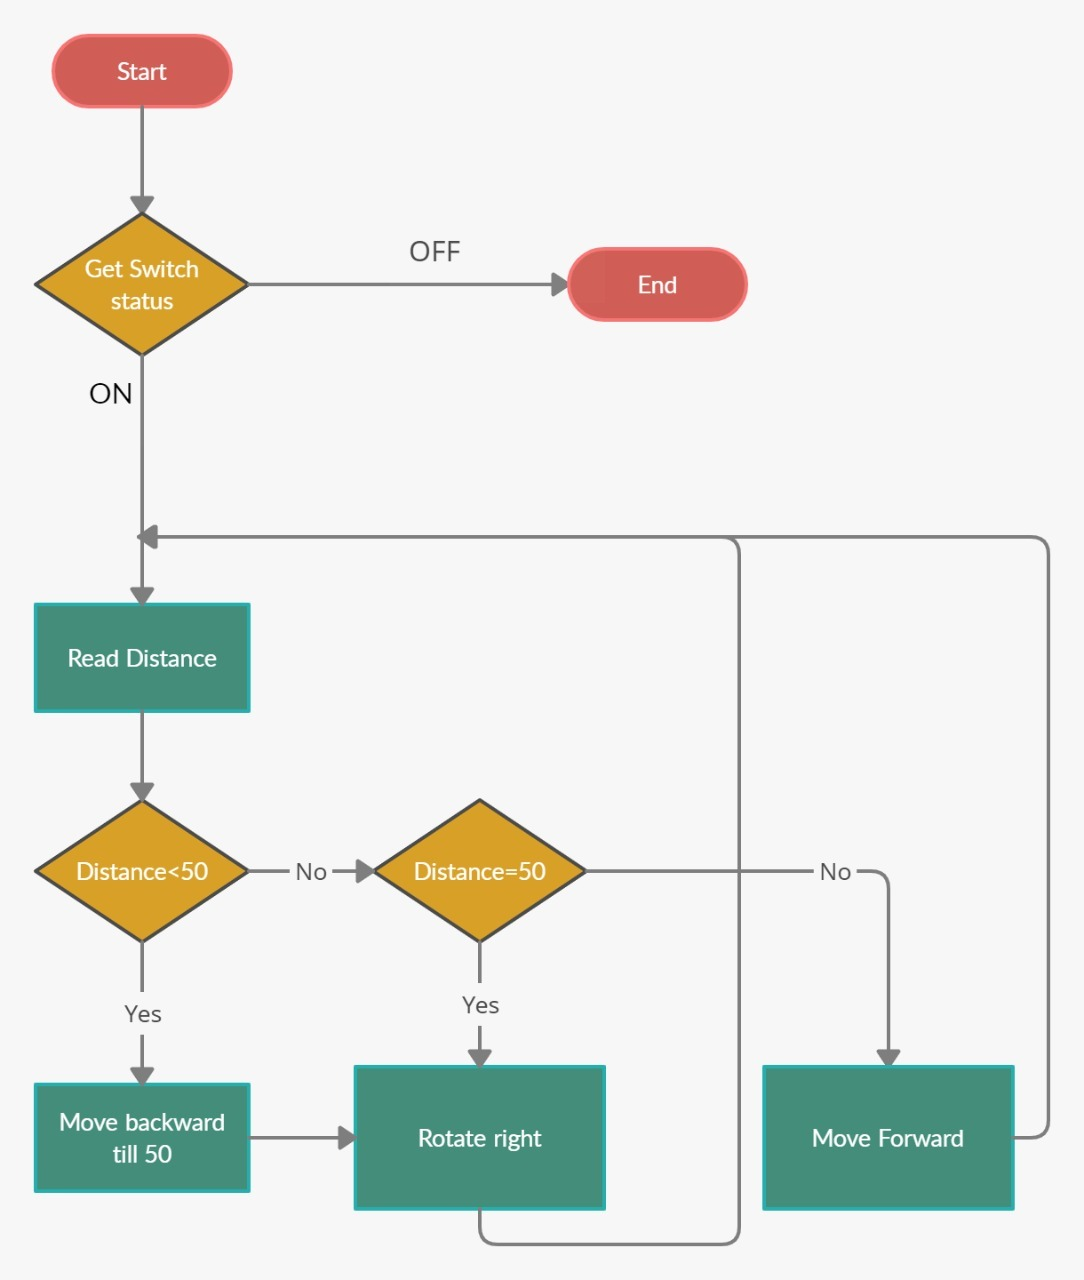 Start
Get Switch
status
OFF
End
ON
Read Distance
Distance<50
No
Distance=50
No
Yes
Yes
Move backward
till 50
Rotate right
Move Forward